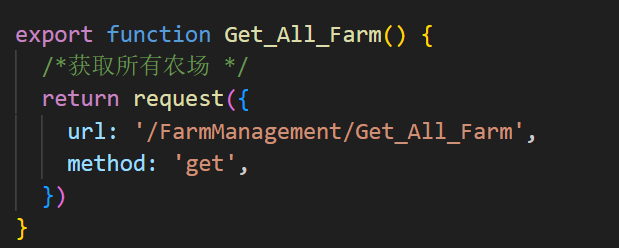 export function Get_All_Farm() {
/*获取所有农场 */
return request({
url: '/FarmManagement/Get_All_Farm',
method: 'get',
})
}